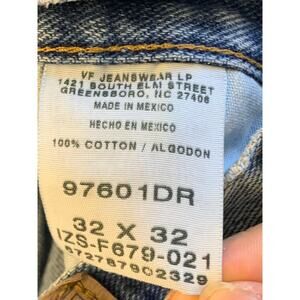 VF JEANSWEAR LP
1421 SOUTH ELM STREET
GREENSBORO, NC 27406
MADE IN MEXICO
HECHO EN MEXICO
100% COTTON / ALGODON
97601DR
32 X 32
IZS-F679-021
872787902329